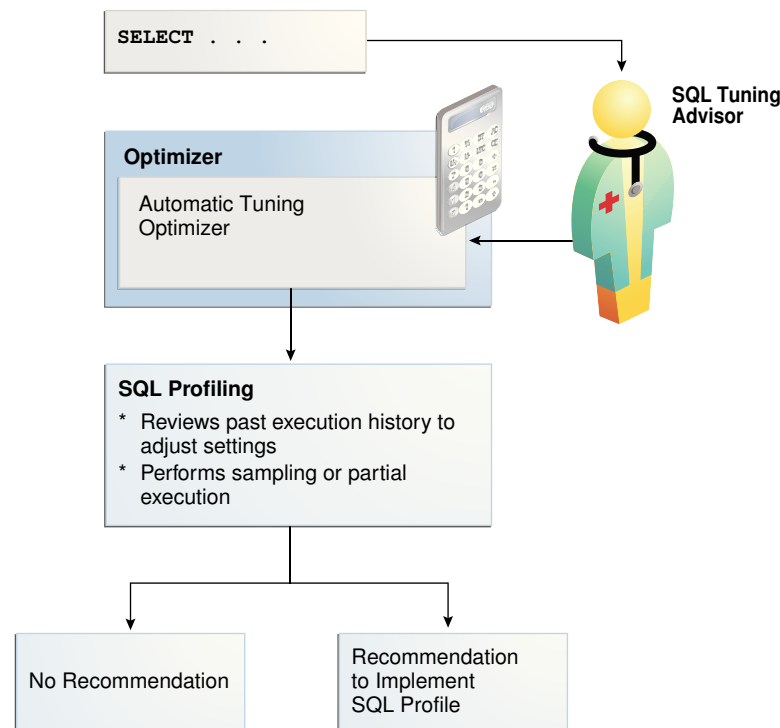 SELECT . . .
SQL Tuning
Advisor
Optimizer
Automatic Tuning
Optimizer
SQL Profiling
* Reviews past execution history to
adjust settings
* Performs sampling or partial
execution
No Recommendation
Recommendation
to Implement
SQL Profile